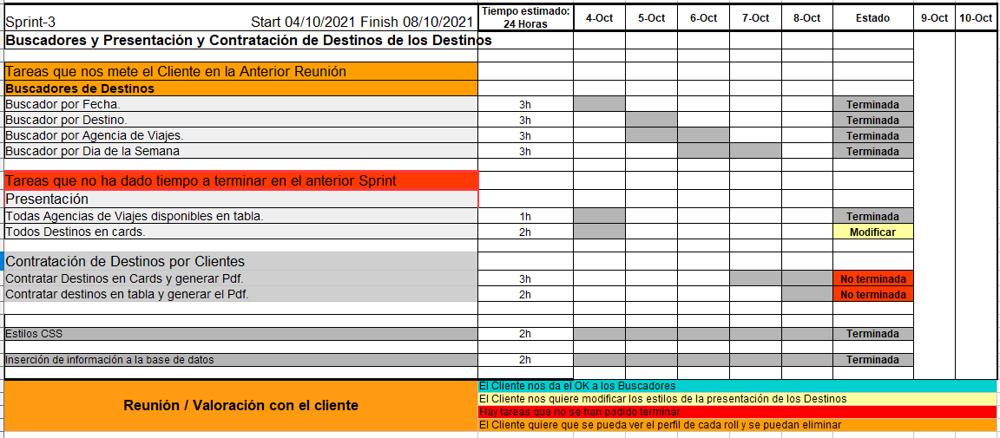 Sprint-3 Start 04/10/2021 Finish 08/10/2021 Tiempo estimado: 24 Horas 4-Oct 5-Oct 6-Oct 7-Oct 8-Oct Estado 9-Oct 10-Oct
Buscadores y Presentación y Contratación de Destinos de los Destinos
Tareas que nos mete el Cliente en la Anterior Reunión
Buscadores de Destinos
Buscador por Fecha. 3h Terminada
Buscador por Destino. 3h Terminada
Buscador por Agencia de Viajes. 3h Terminada
Buscador por Dia de la Semana 3h Terminada
Tareas que no ha dado tiempo a terminar en el anterior Sprint
Presentación
Todas Agencias de Viajes disponibles en tabla. 1h Terminada
Todos Destinos en cards. 2h Modificar
Contratación de Destinos por Clientes
Contratar Destinos en Cards y generar Pdf. 3h No terminada
Contratar destinos en tabla y generar el Pdf. 2h No terminada
Estilos CSS 2h Terminada
Inserción de información a la base de datos 2h Terminada
Reunión / Valoración con el cliente
El Cliente nos da el OK a los Buscadores
El Cliente nos quiere modificar los estilos de la presentación de los Destinos
Hay tareas que no se han podido terminar
El Cliente quiere que se pueda ver el perfil de cada roll y se puedan eliminar